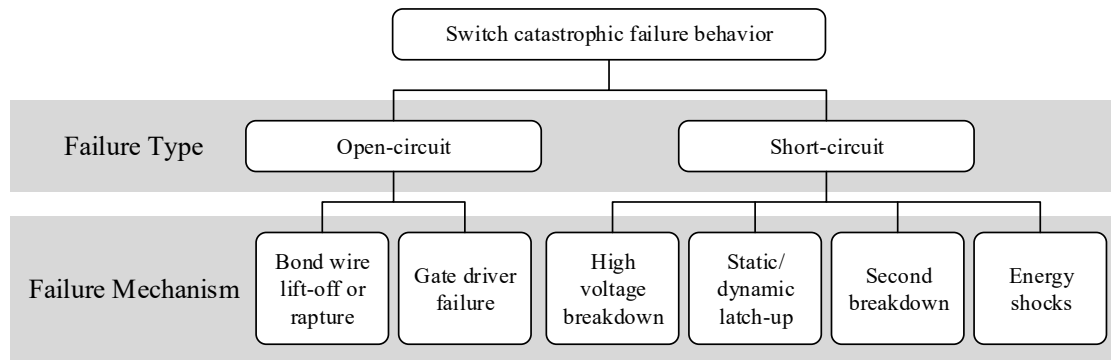 Switch catastrophic failure behavior
Failure Type
Open-circuit
Short-circuit
Failure Mechanism
Bond wire
lift-off or
rapture
Gate driver
failure
High
voltage
breakdown
Static/
dynamic
latch-up
Second
breakdown
Energy
shocks